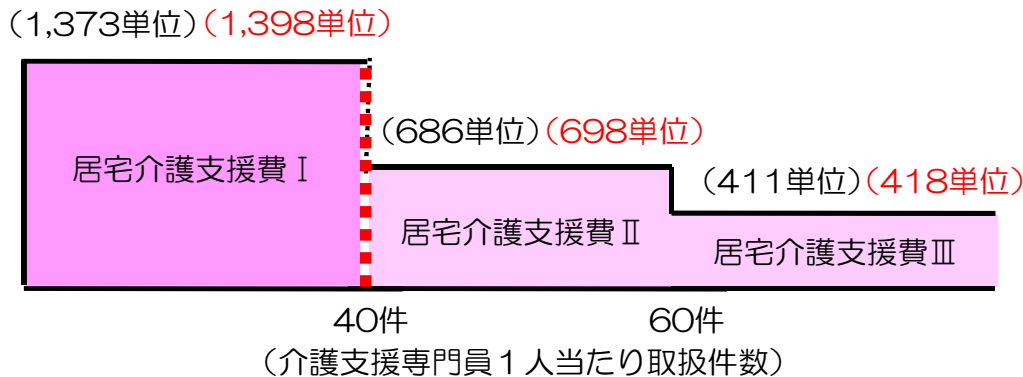 （1,373単位）（1,398単位）
（686単位）（698単位）
（411単位）（418単位）
居宅介護支援費Ⅰ
居宅介護支援費Ⅱ
居宅介護支援費Ⅲ
40件
60件
（介護支援専門員１人当たり取扱件数）